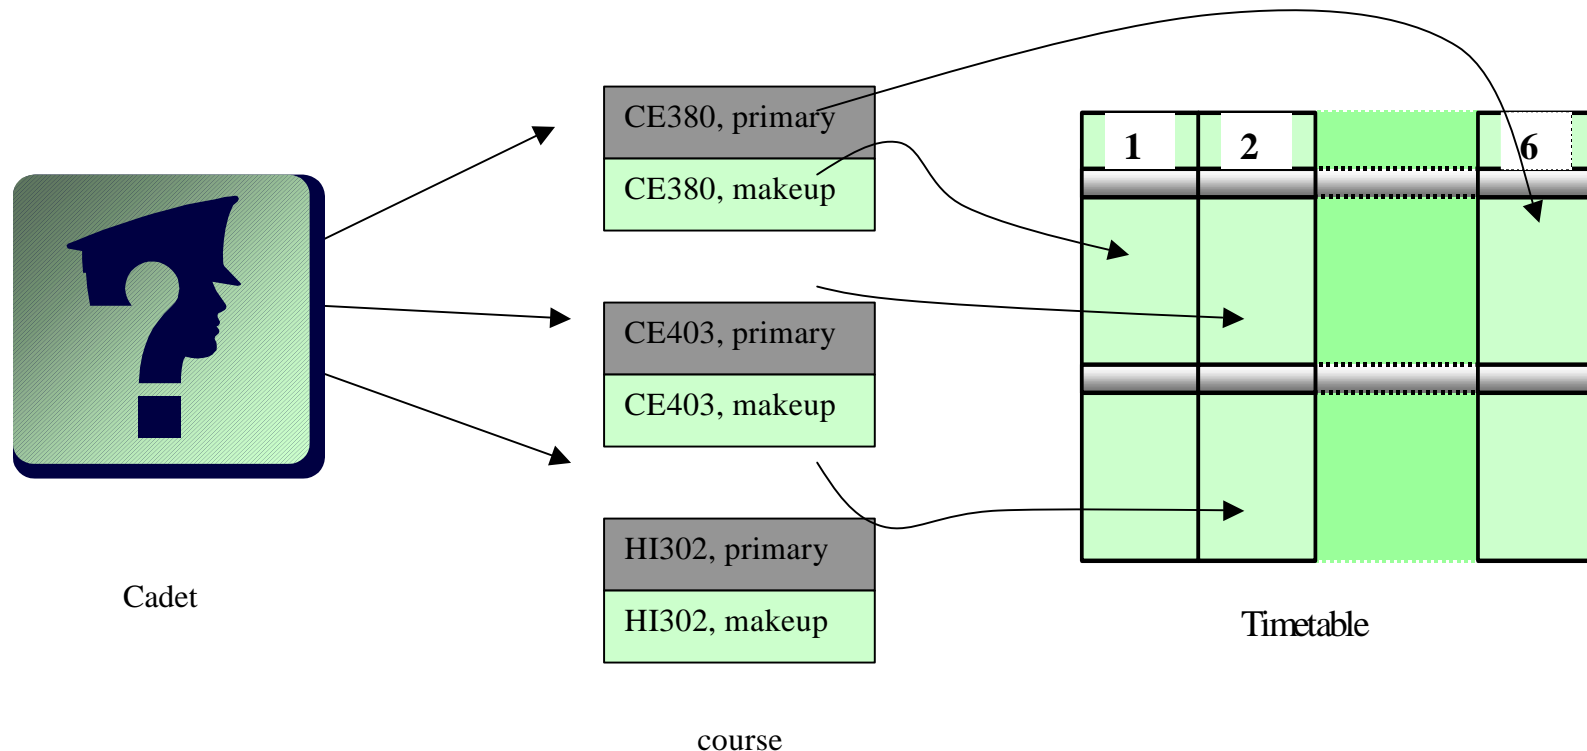 CE380, primary
CE380, makeup
CE403, primary
CE403, makeup
HI302, primary
HI302, makeup
Cadet
course
1 2 6
Timetable